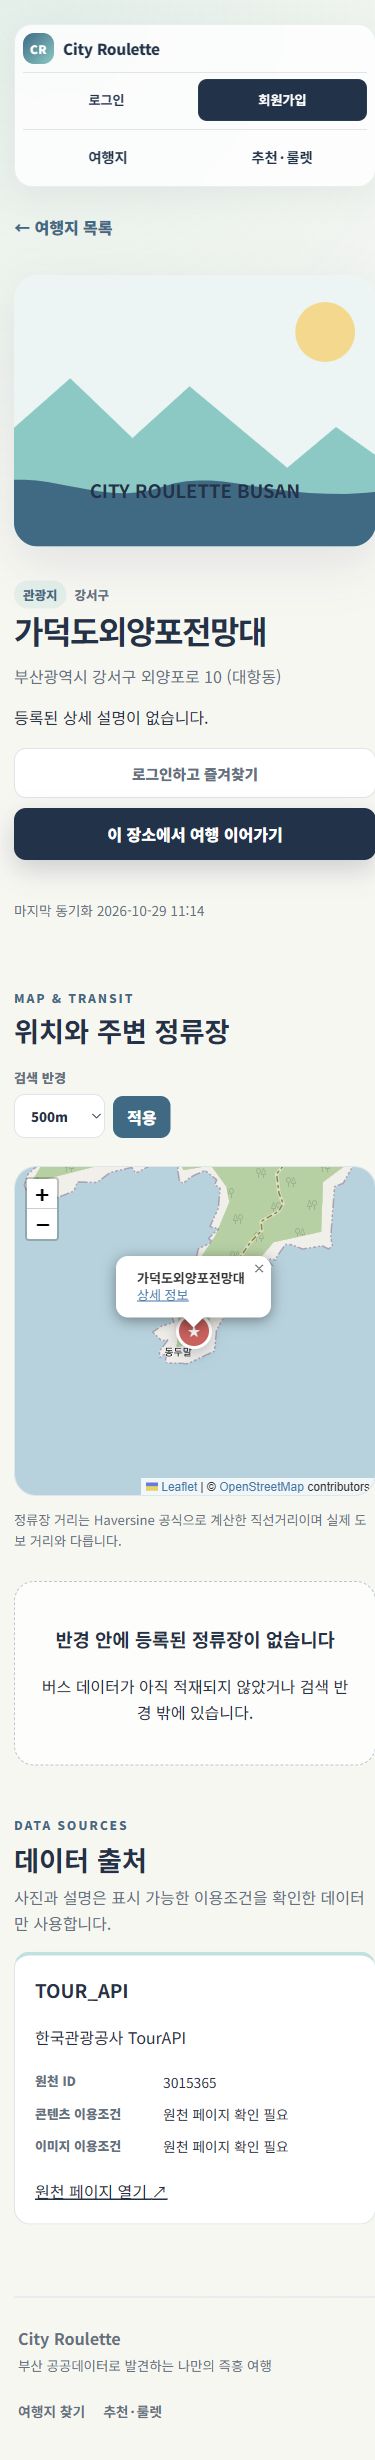 CR City Roulette
로그인 회원가입
여행지 추천·룰렛
← 여행지 목록
CITY ROULETTE BUSAN
관광지 강서구
가덕도외양포전망대
부산광역시 강서구 외양포로 10 (대항동)
등록된 상세 설명이 없습니다.
로그인하고 즐겨찾기
이 장소에서 여행 이어가기
마지막 동기화 2026-10-29 11:14
MAP & TRANSIT
위치와 주변 정류장
검색 반경
500m 적용
+
−
가덕도외양포전망대 ×
상세 정보
동두말
Leaflet | © OpenStreetMap contributors
정류장 거리는 Haversine 공식으로 계산한 직선거리이며 실제 도
보 거리와 다릅니다.
반경 안에 등록된 정류장이 없습니다
버스 데이터가 아직 적재되지 않았거나 검색 반
경 밖에 있습니다.
DATA SOURCES
데이터 출처
사진과 설명은 표시 가능한 이용조건을 확인한 데이터
만 사용합니다.
TOUR_API
한국관광공사 TourAPI
원천 ID 3015365
콘텐츠 이용조건 원천 페이지 확인 필요
이미지 이용조건 원천 페이지 확인 필요
원천 페이지 열기 ↗
City Roulette
부산 공공데이터로 발견하는 나만의 즉흥 여행
여행지 찾기 추천·룰렛